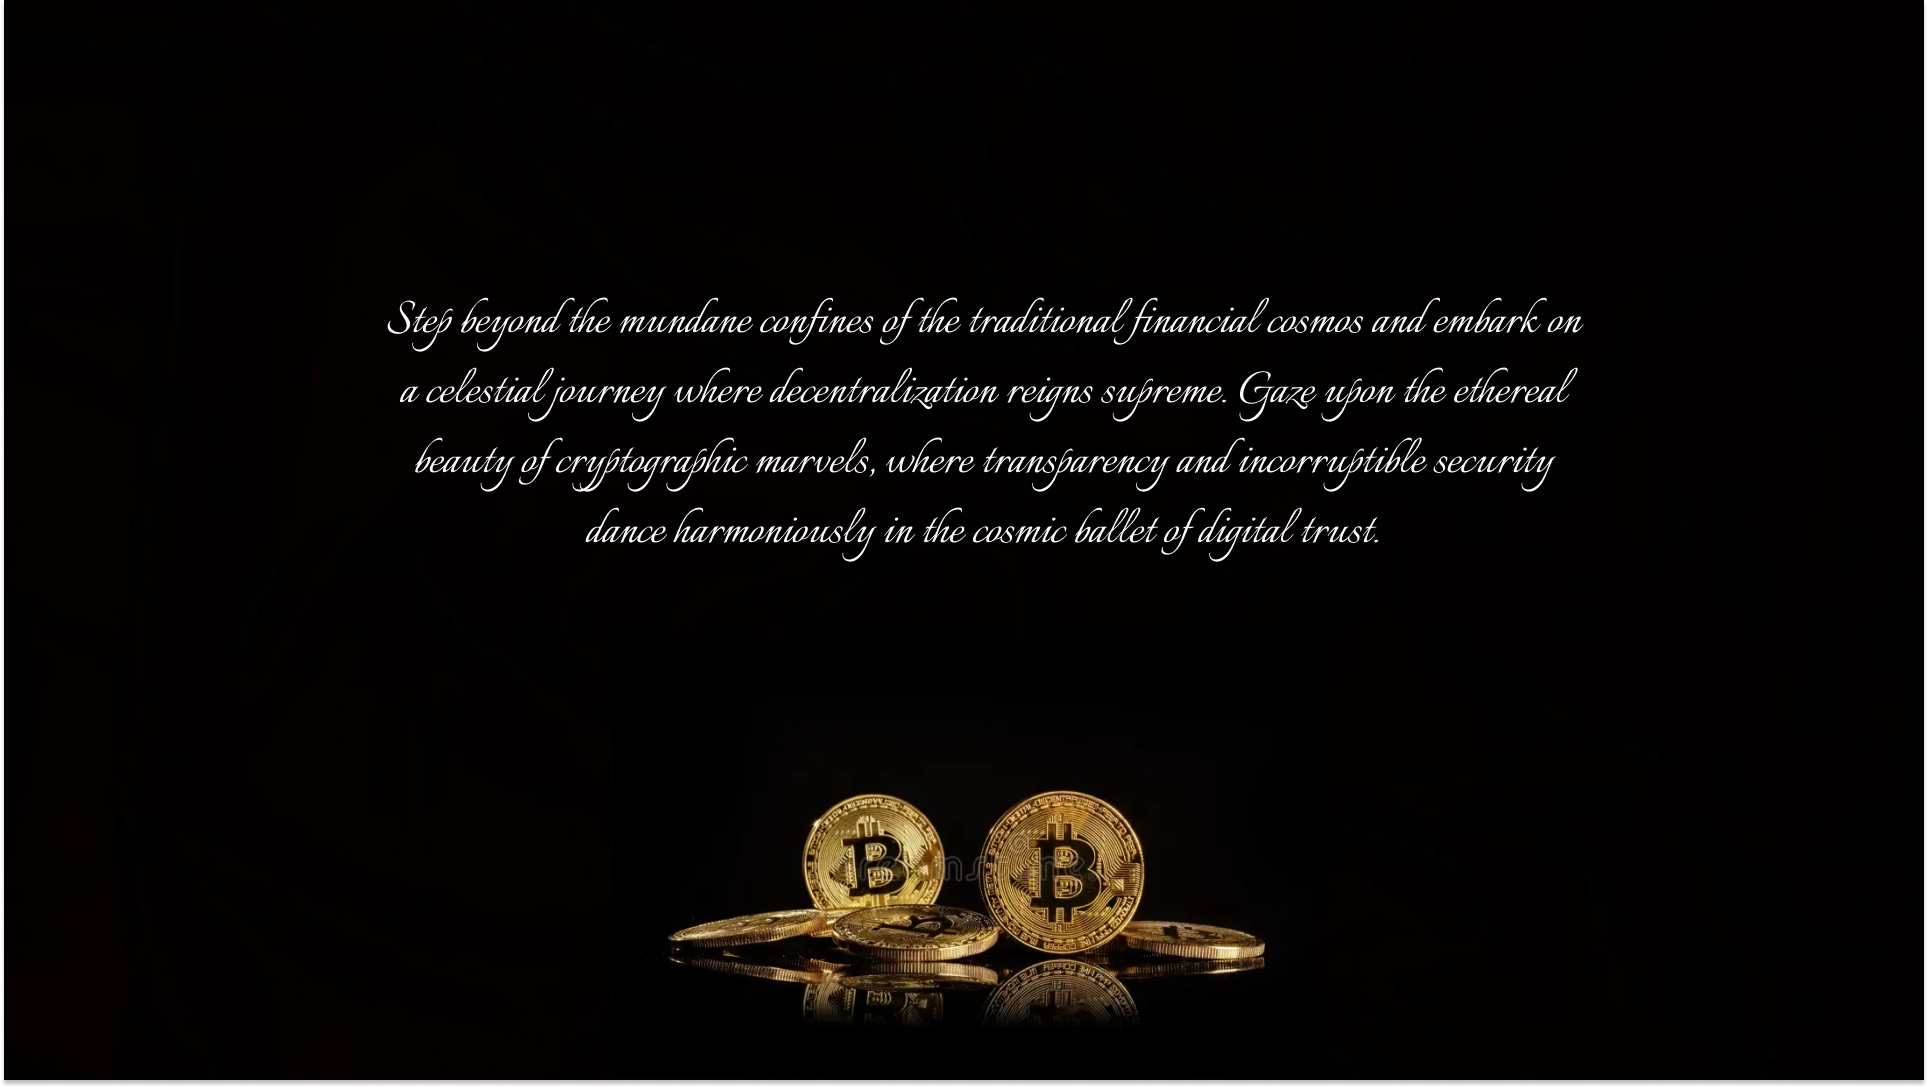 Step beyond the mundane confines of the traditional financial cosmos and embark on
a celestial journey where decentralization reigns supreme. Gaze upon the ethereal
beauty of cryptographic marvels, where transparency and incorruptible security
dance harmoniously in the cosmic ballet of digital trust.